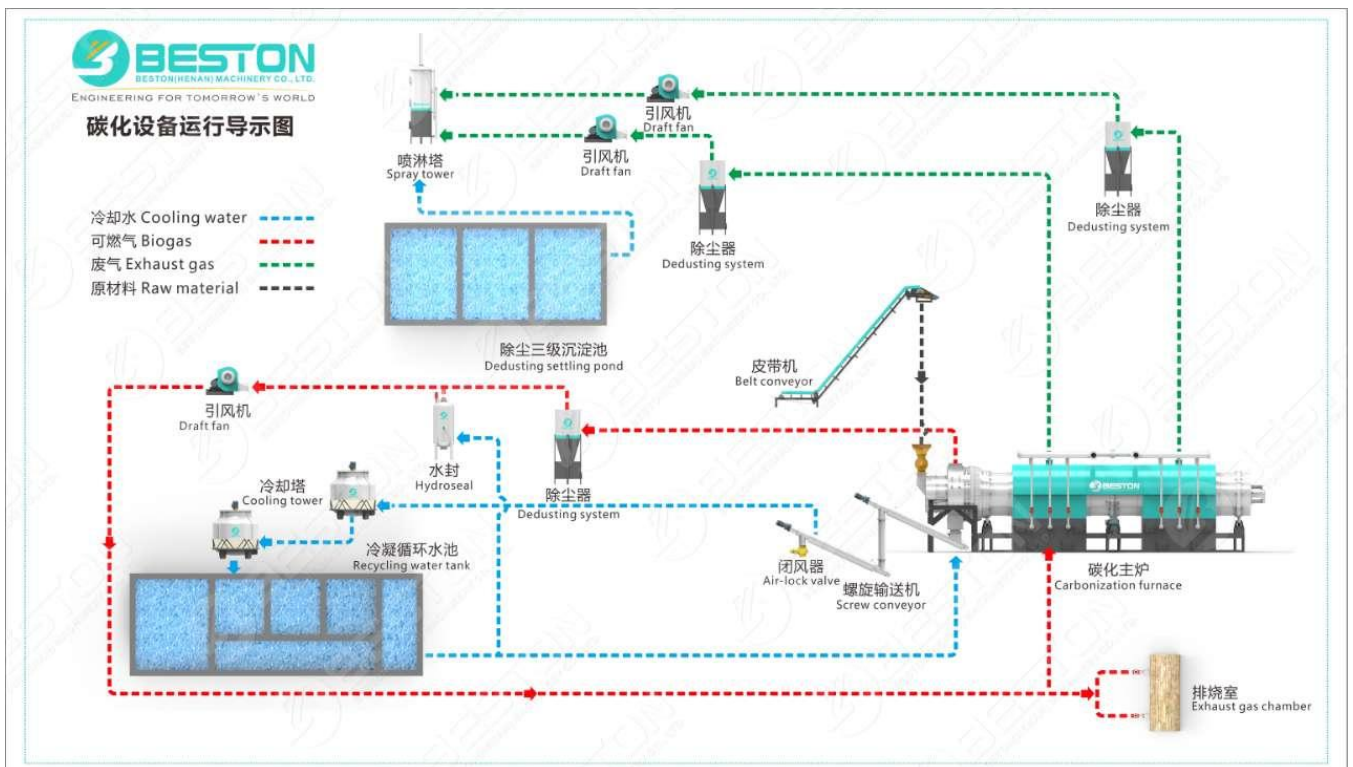 BESTON
BESTON(HENAN) MACHINERY CO., LTD.
ENGINEERING FOR TOMORROW`S WORLD
碳化设备运行导示图
冷却水 Cooling water
可燃气 Biogas
废气 Exhaust gas
原材料 Raw material
喷淋塔
Spray tower
引风机
Draft fan
引风机
Draft fan
除尘器
Dedusting system
除尘器
Dedusting system
除尘三级沉淀池
Dedusting settling pond
皮带机
Belt conveyor
引风机
Draft fan
水封
Hydroseal
除尘器
Dedusting system
冷却塔
Cooling tower
冷凝循环水池
Recycling water tank
闭风器
Air-lock valve
螺旋输送机
Screw conveyor
BESTON
碳化主炉
Carbonization furnace
排烧室
Exhaust gas chamber